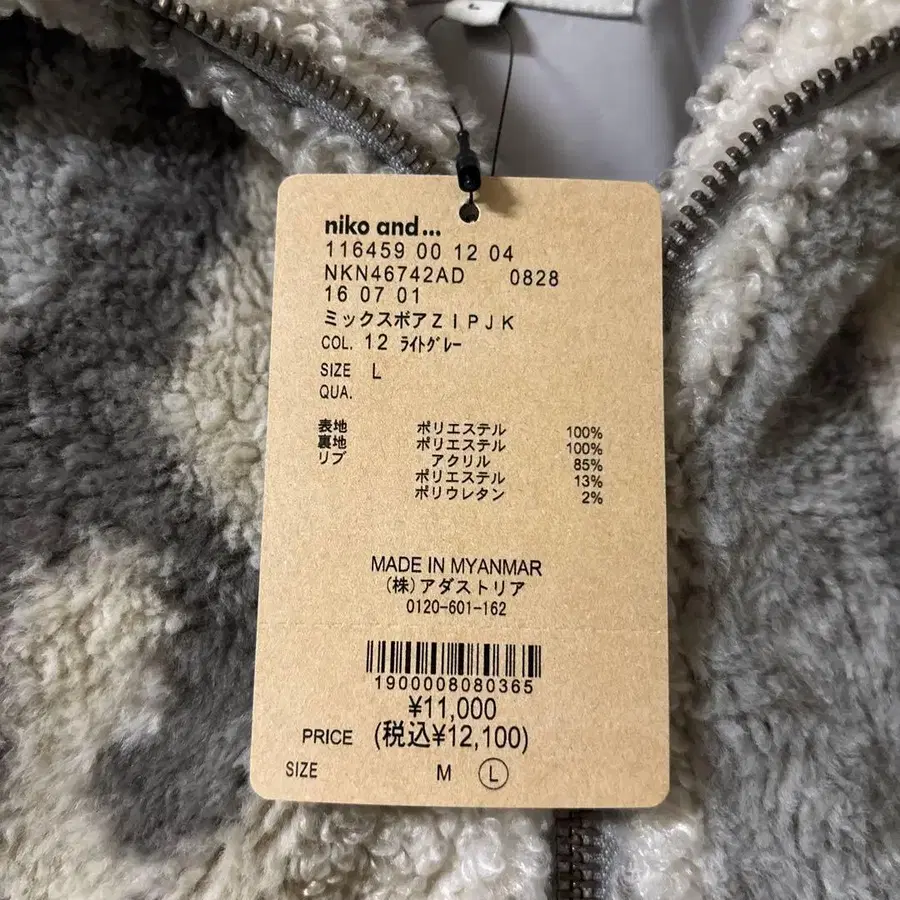 L
niko and...
116459 00 12 04
NKN46742AD 0828
16 07 01
ミックスボアZIPJK
COL. 12 ﾗｲﾄｸﾞﾚｰ
SIZE L
QUA.
表地 ポリエステル 100%
裏地 ポリエステル 100%
リブ アクリル 85%
ポリエステル 13%
ポリウレタン 2%
MADE IN MYANMAR
(株)アダストリア
0120-601-162
1900008080365
¥11,000
PRICE (税込¥12,100)
SIZE M L